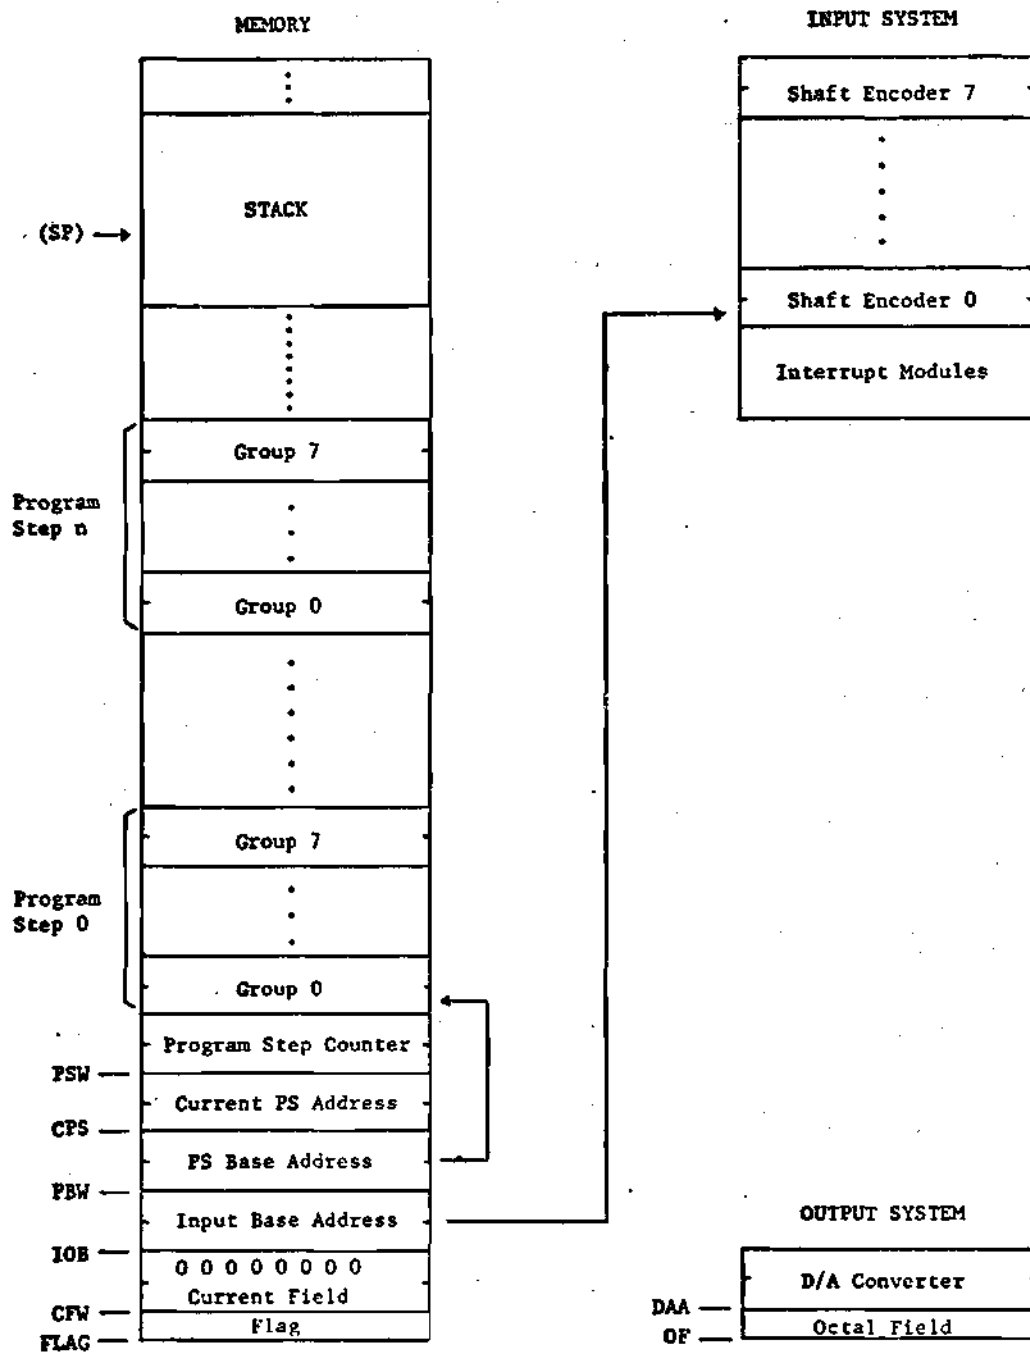 MEMORY
STACK
(SP)
Group 7
Program
Step n
Group 0
Group 7
Program
Step 0
Group 0
Program Step Counter
PSW
Current PS Address
CPS
PS Base Address
PBW
Input Base Address
IOB
0 0 0 0 0 0 0 0
Current Field
CFW
Flag
FLAG
INPUT SYSTEM
Shaft Encoder 7
Shaft Encoder 0
Interrupt Modules
OUTPUT SYSTEM
D/A Converter
DAA
Octal Field
OF